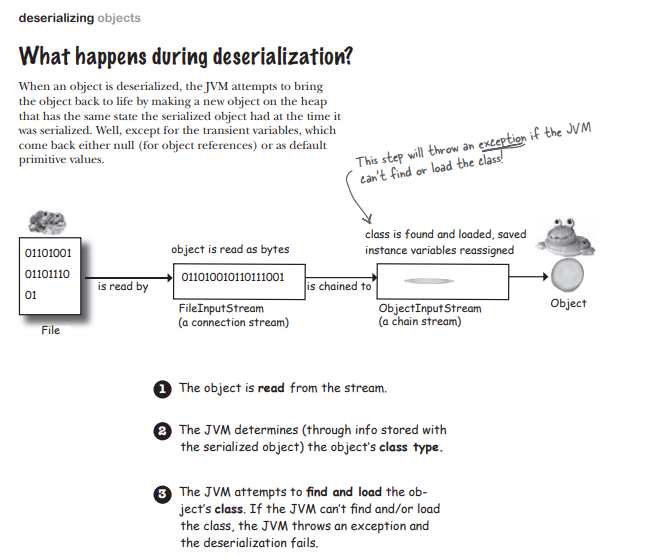 deserializing objects
What happens during deserialization?
When an object is deserialized, the JVM attempts to bring
the object back to life by making a new object on the heap
that has the same state the serialized object had at the time it
was serialized. Well, except for the transient variables, which
come back either null (for object references) or as default
primitive values.
This step will throw an exception if the JVM
can't find or load the class!
class is found and loaded, saved
instance variables reassigned
object is read as bytes
01101001
01101110
01
is read by
011010010110111001
is chained to
File
FileInputStream
(a connection stream)
ObjectInputStream
(a chain stream)
Object
1 The object is read from the stream.
2 The JVM determines (through info stored with
the serialized object) the object's class type.
3 The JVM attempts to find and load the ob-
ject's class. If the JVM can't find and/or load
the class, the JVM throws an exception and
the deserialization fails.